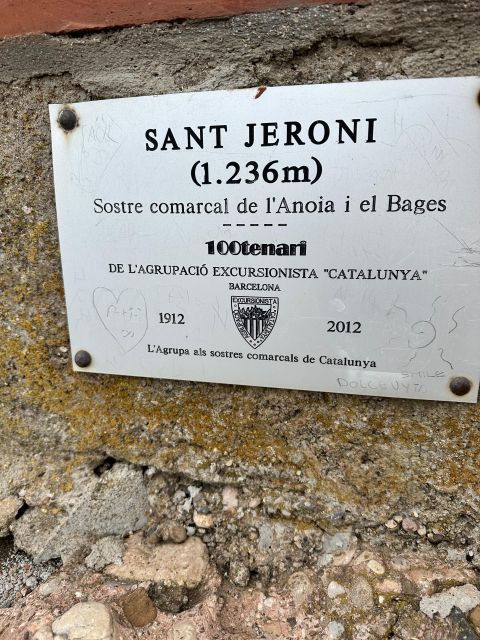 SANT JERONI
(1.236m)
Sostre comarcal de l'Anoia i el Bages
100tenari
DE L'AGRUPACIÓ EXCURSIONISTA "CATALUNYA"
BARCELONA
1912
EXCURSIONISTA
2012
L'Agrupa als sostres comarcals de Catalunya
SMILE